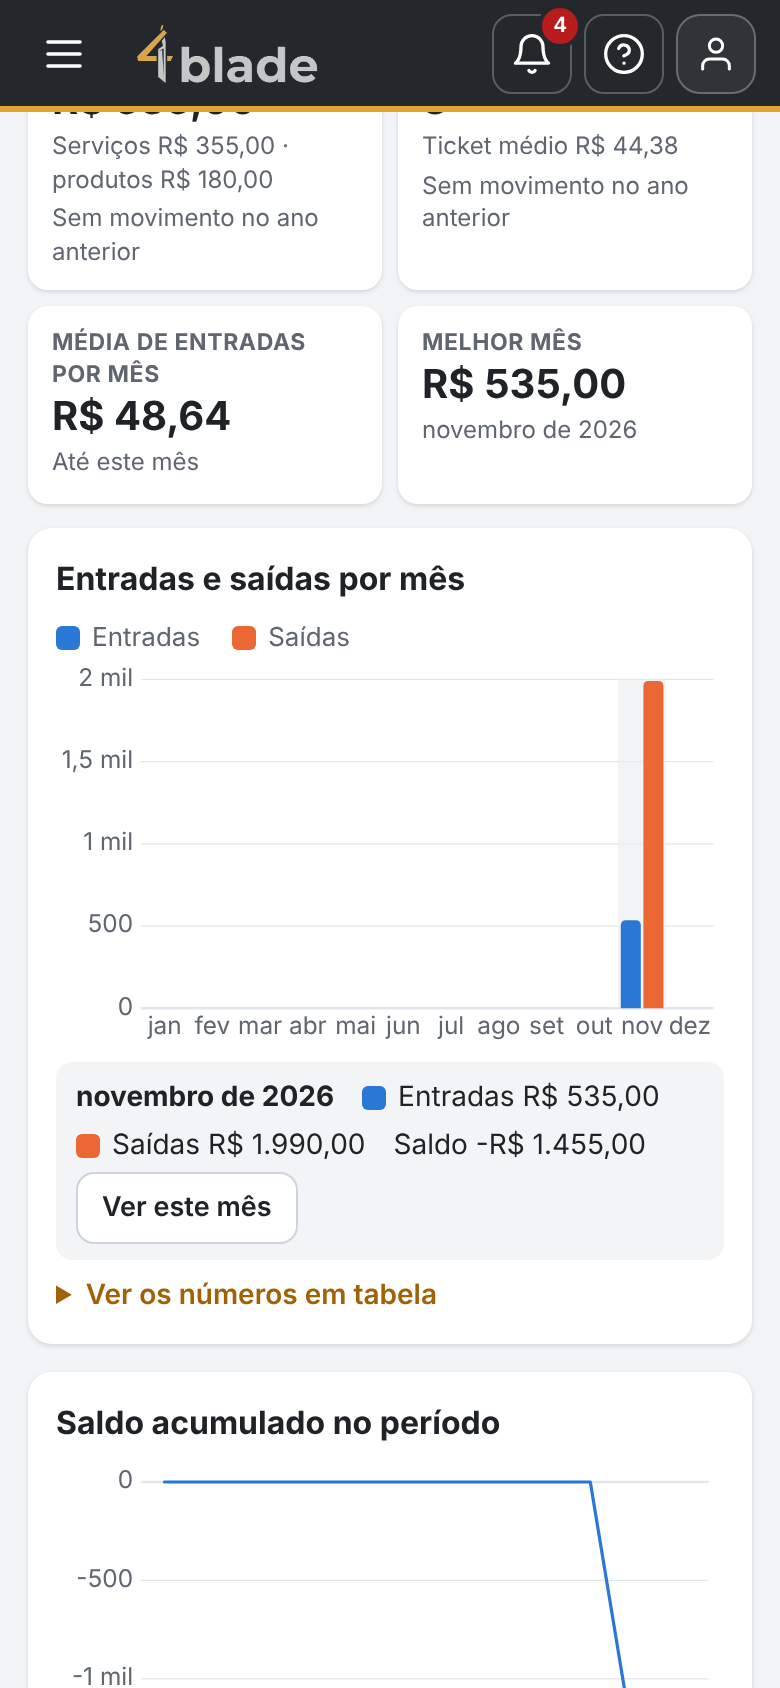 4blade
4
Serviços R$ 355,00 ·
produtos R$ 180,00
Sem movimento no ano
anterior
Ticket médio R$ 44,38
Sem movimento no ano
anterior
MÉDIA DE ENTRADAS
POR MÊS
R$ 48,64
Até este mês
MELHOR MÊS
R$ 535,00
novembro de 2026
Entradas e saídas por mês
Entradas Saídas
2 mil
1,5 mil
1 mil
500
0
jan fev mar abr mai jun jul ago set out nov dez
novembro de 2026 Entradas R$ 535,00
Saídas R$ 1.990,00 Saldo -R$ 1.455,00
Ver este mês
Ver os números em tabela
Saldo acumulado no período
0
-500
-1 mil